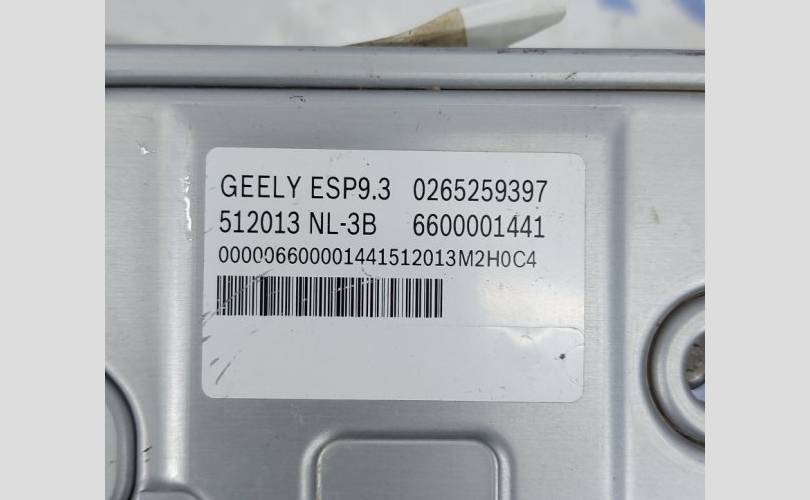 GEELY ESP9.3 0265259397
512013 NL-3B 6600001441
000006600001441512013M2H0C4